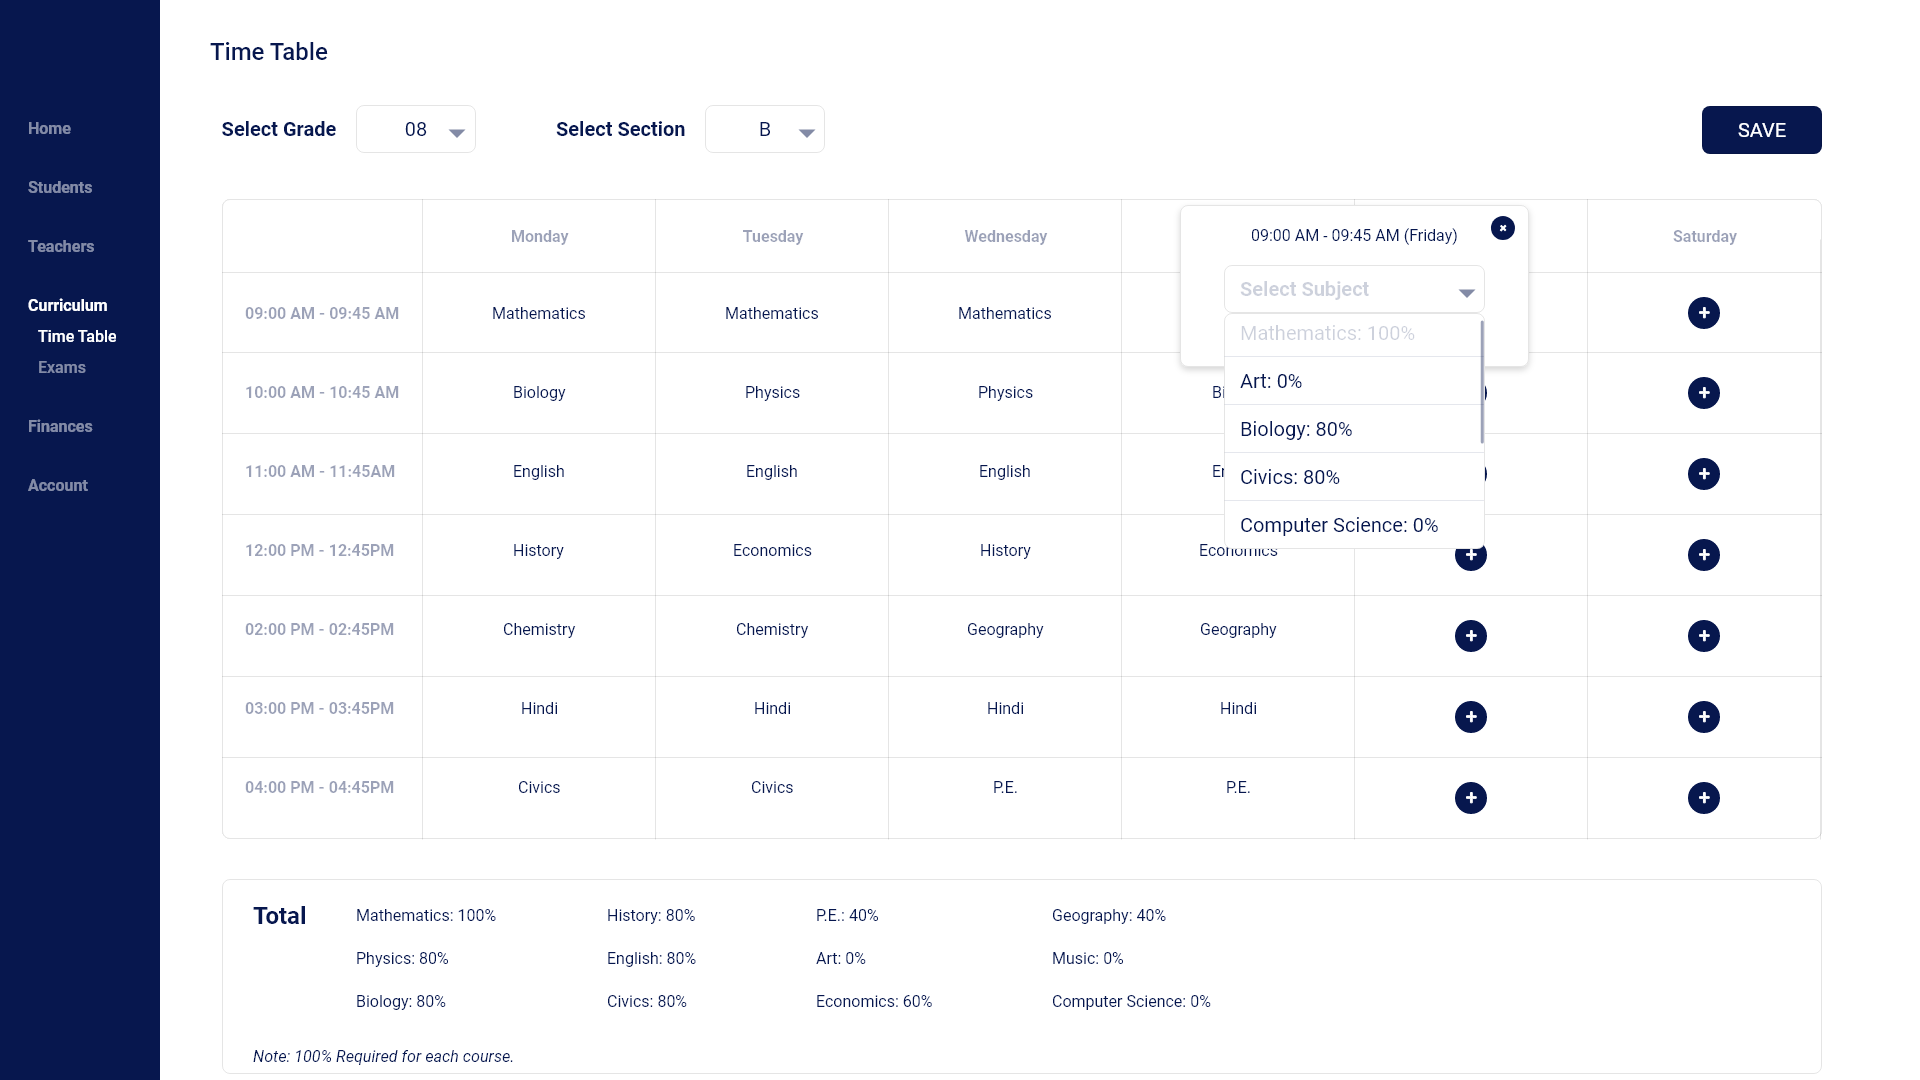 Time Table
Home
Students
Teachers
Curriculum
Time Table
Exams
Finances
Account
Select Grade 08 Select Section B SAVE
Monday Tuesday Wednesday Saturday
09:00 AM - 09:45 AM (Friday)
Select Subject
Mathematics: 100%
Art: 0%
Biology: 80%
Civics: 80%
Computer Science: 0%
09:00 AM - 09:45 AM Mathematics Mathematics Mathematics
10:00 AM - 10:45 AM Biology Physics Physics
11:00 AM - 11:45AM English English English
12:00 PM - 12:45PM History Economics History Economics
02:00 PM - 02:45PM Chemistry Chemistry Geography Geography
03:00 PM - 03:45PM Hindi Hindi Hindi Hindi
04:00 PM - 04:45PM Civics Civics P.E. P.E.
Total
Mathematics: 100% History: 80% P.E.: 40% Geography: 40%
Physics: 80% English: 80% Art: 0% Music: 0%
Biology: 80% Civics: 80% Economics: 60% Computer Science: 0%
Note: 100% Required for each course.